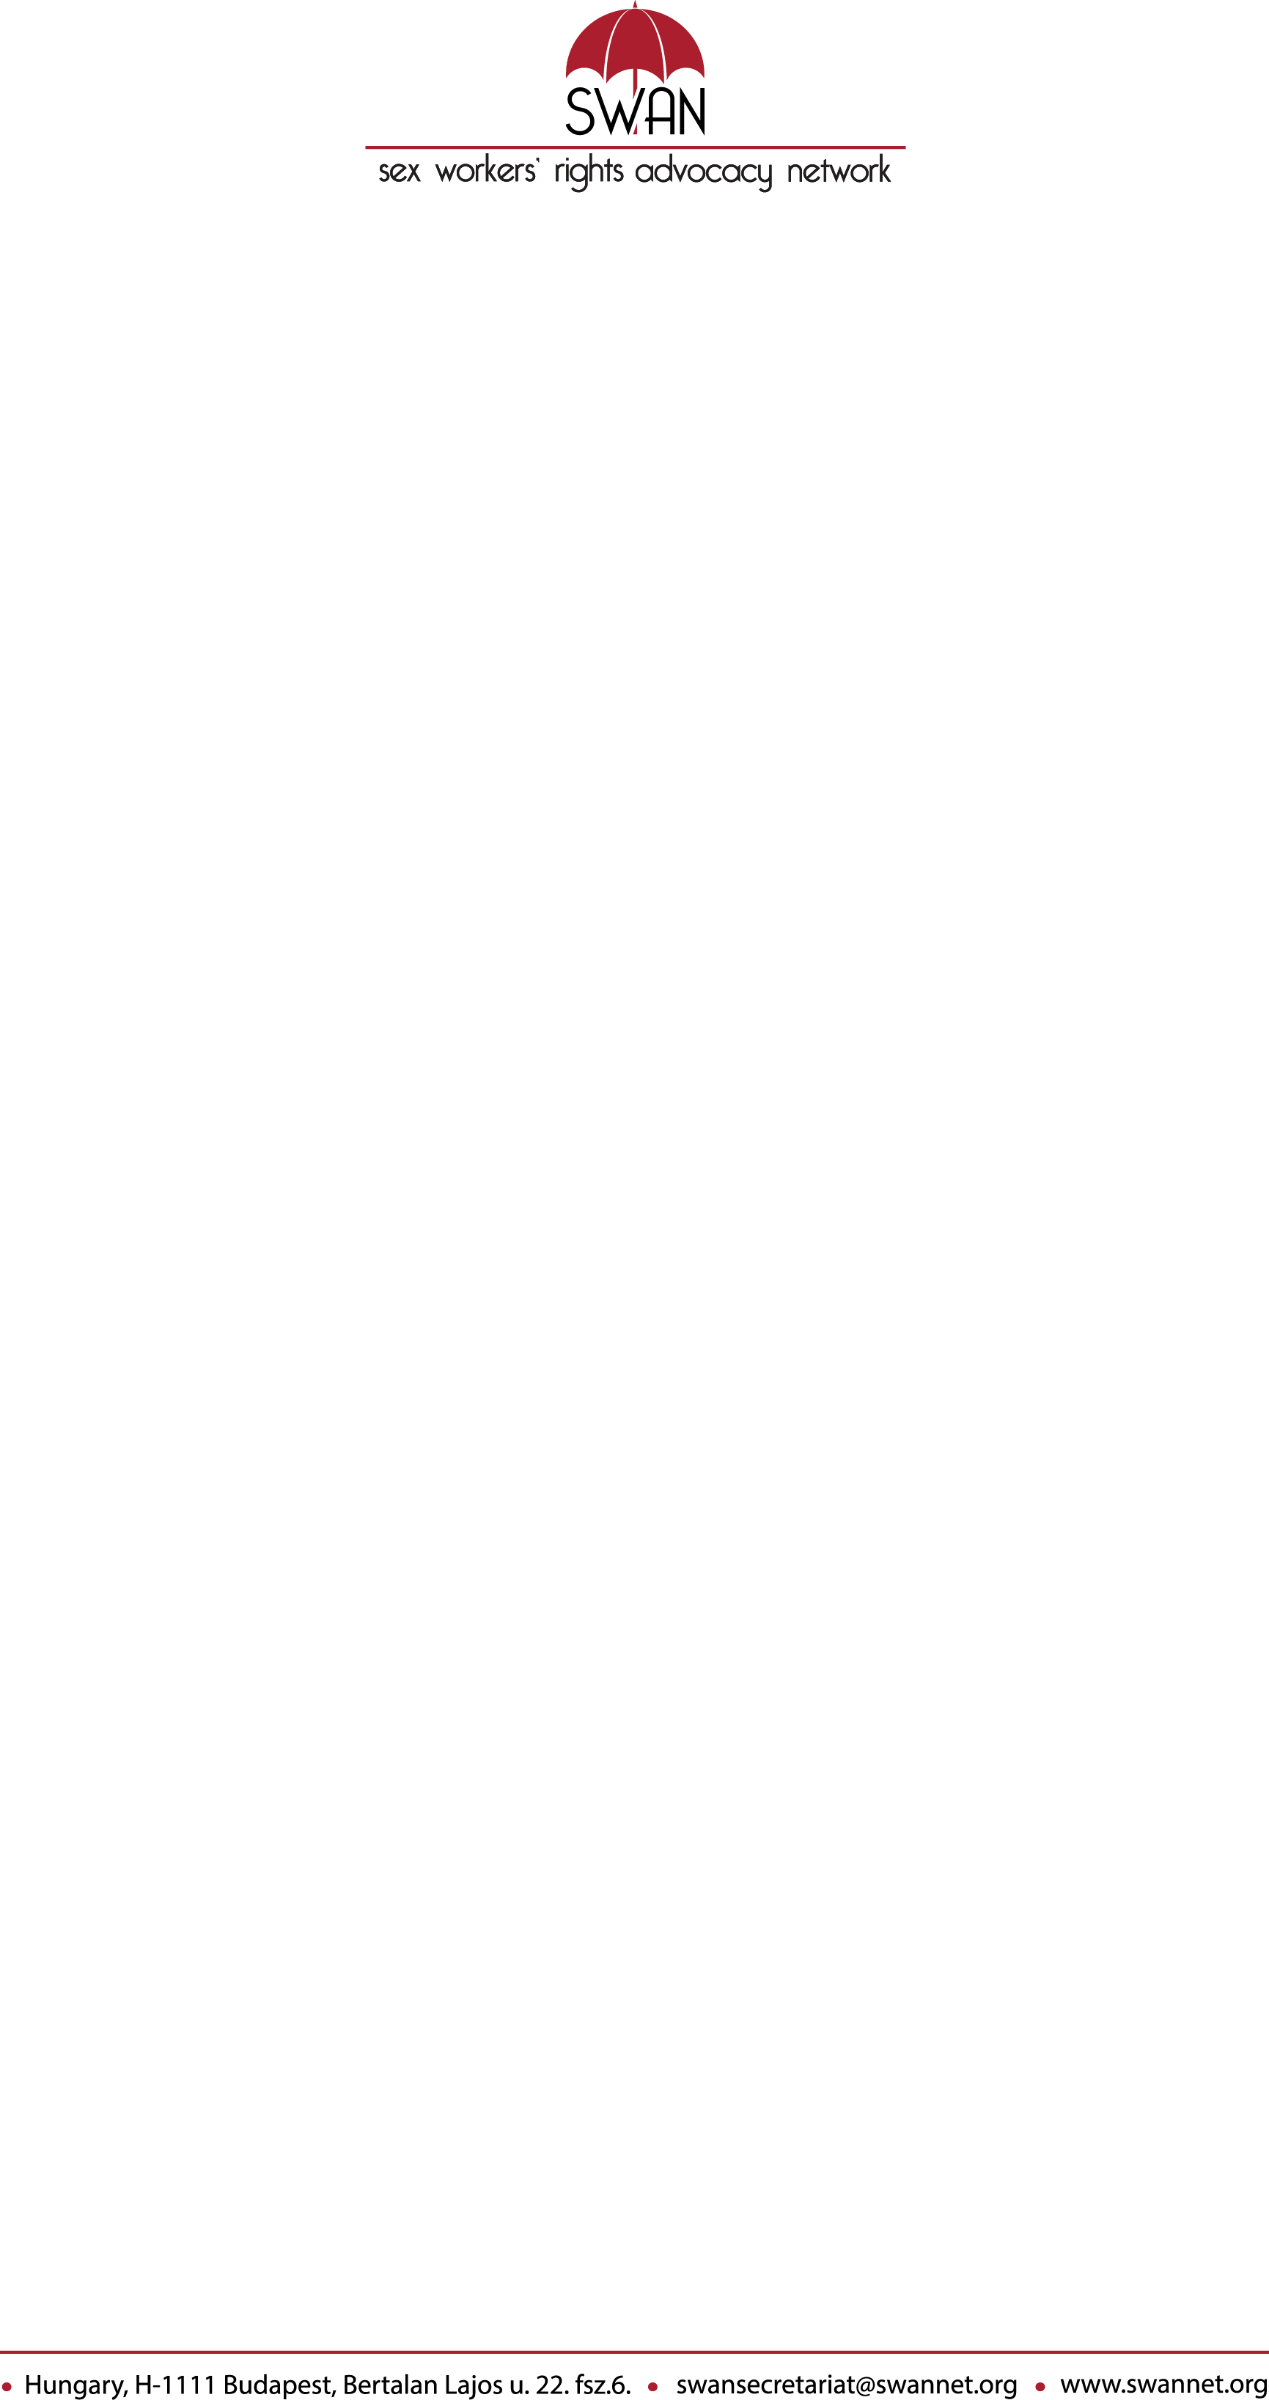 SWAN
sex workers' rights advocacy network
• Hungary, H-1111 Budapest, Bertalan Lajos u. 22. fsz.6. • swansecretariat@swannet.org • www.swannet.org